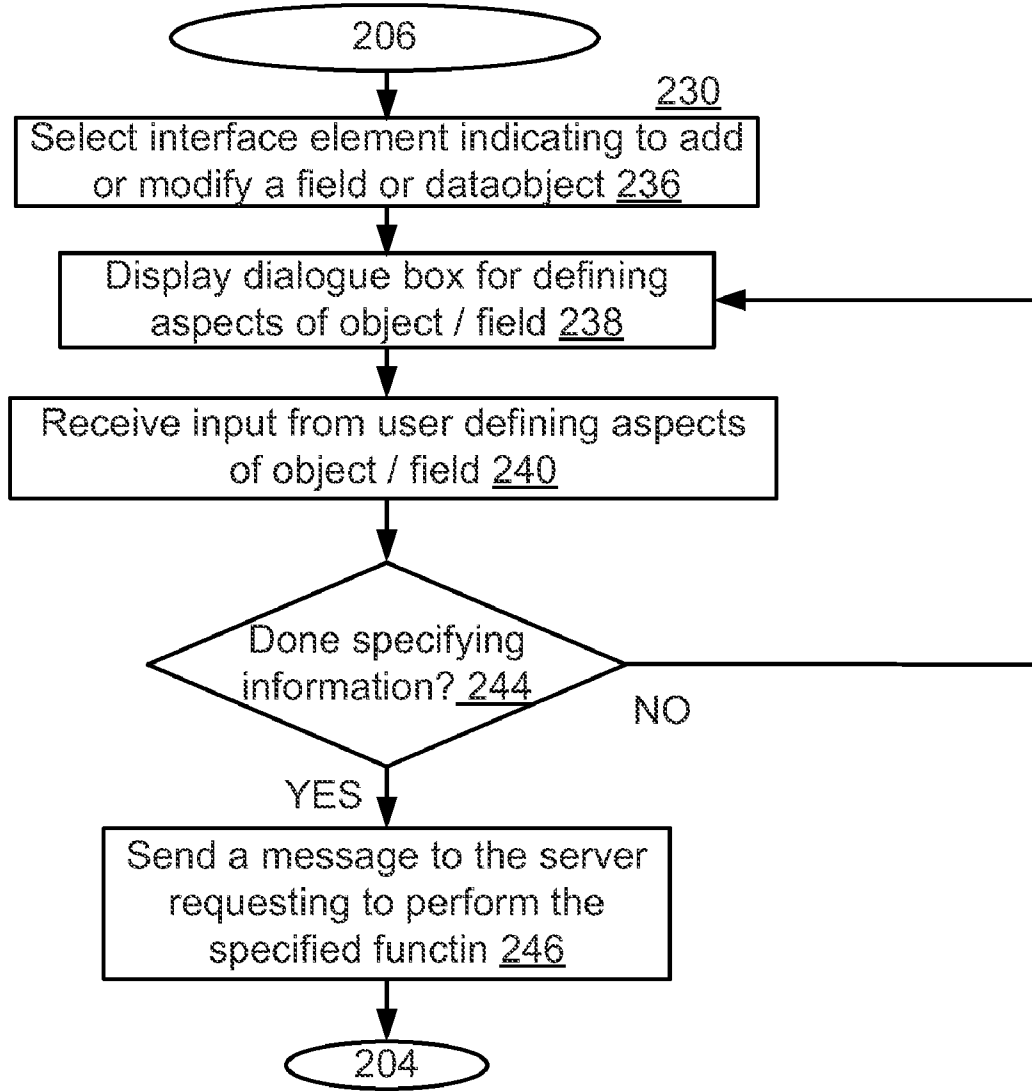 206
230
Select interface element indicating to add
or modify a field or dataobject 236
Display dialogue box for defining
aspects of object / field 238
Receive input from user defining aspects
of object / field 240
Done specifying
information? 244
NO
YES
Send a message to the server
requesting to perform the
specified functin 246
204